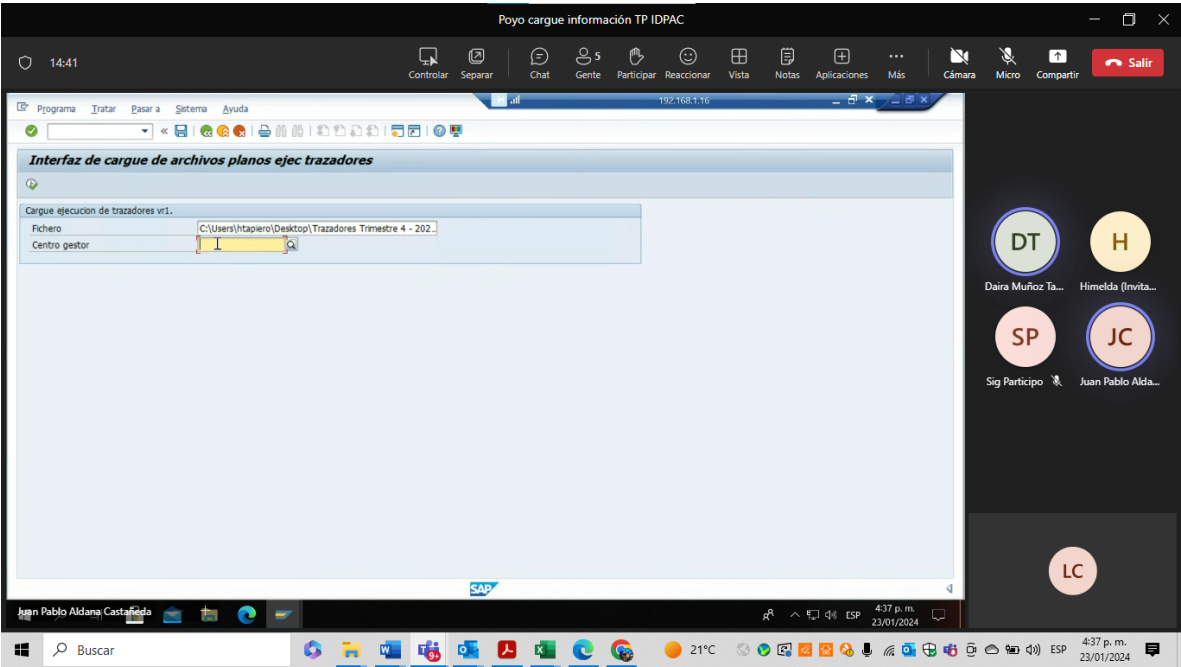 Poyo cargue información TP IDPAC
14:41
Controlar
Separar
Chat
5
Gente
Participar
Reaccionar
Vista
Notas
Aplicaciones
Más
Cámara
Micro
Compartir
Salir
192.168.1.16
Programa Tratar Pasar a Sistema Ayuda
Interfaz de cargue de archivos planos ejec trazadores
Cargue ejecucion de trazadores vr1.
Fichero C:\Users\htapiero\Desktop\Trazadores Trimestre 4 - 202..
Centro gestor
DT
Daira Muñoz Ta...
H
Himelda (Invita...
SP
Sig Participo
JC
Juan Pablo Alda...
LC
SAP
Juan Pablo Aldana Castañeda
ESP
4:37 p. m.
23/01/2024
Buscar
9+
21°C
ESP
4:37 p. m.
23/01/2024